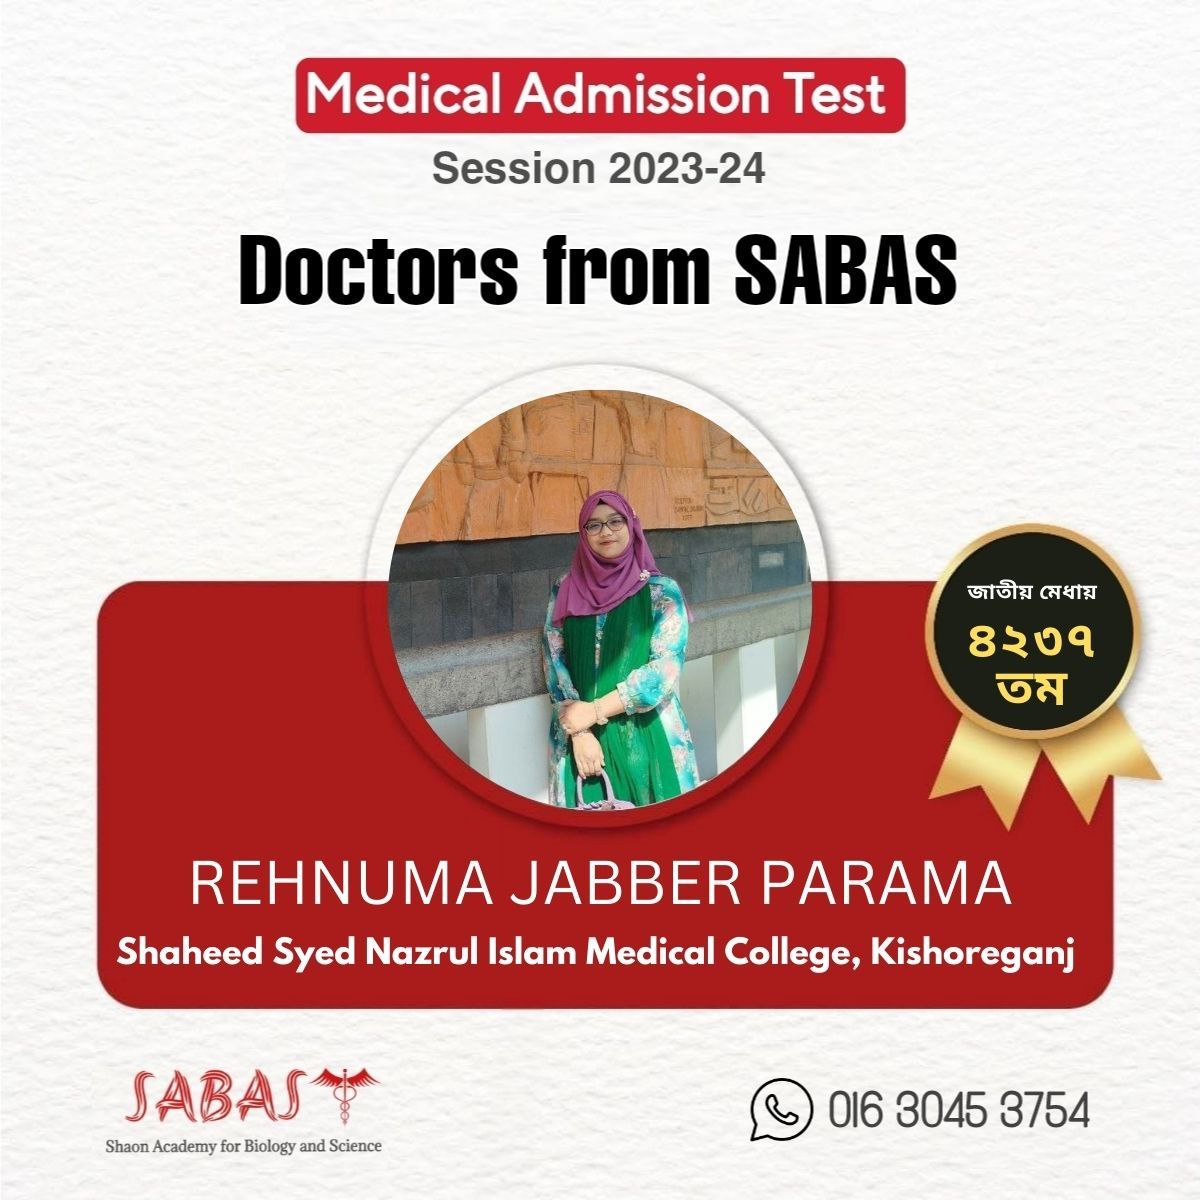 Medical Admission Test
Session 2023-24
Doctors from SABAS
জাতীয় মেধায়
৪২৩৭
তম
REHNUMA JABBER PARAMA
Shaheed Syed Nazrul Islam Medical College, Kishoreganj
SABAS
Shaon Academy for Biology and Science
016 3045 3754